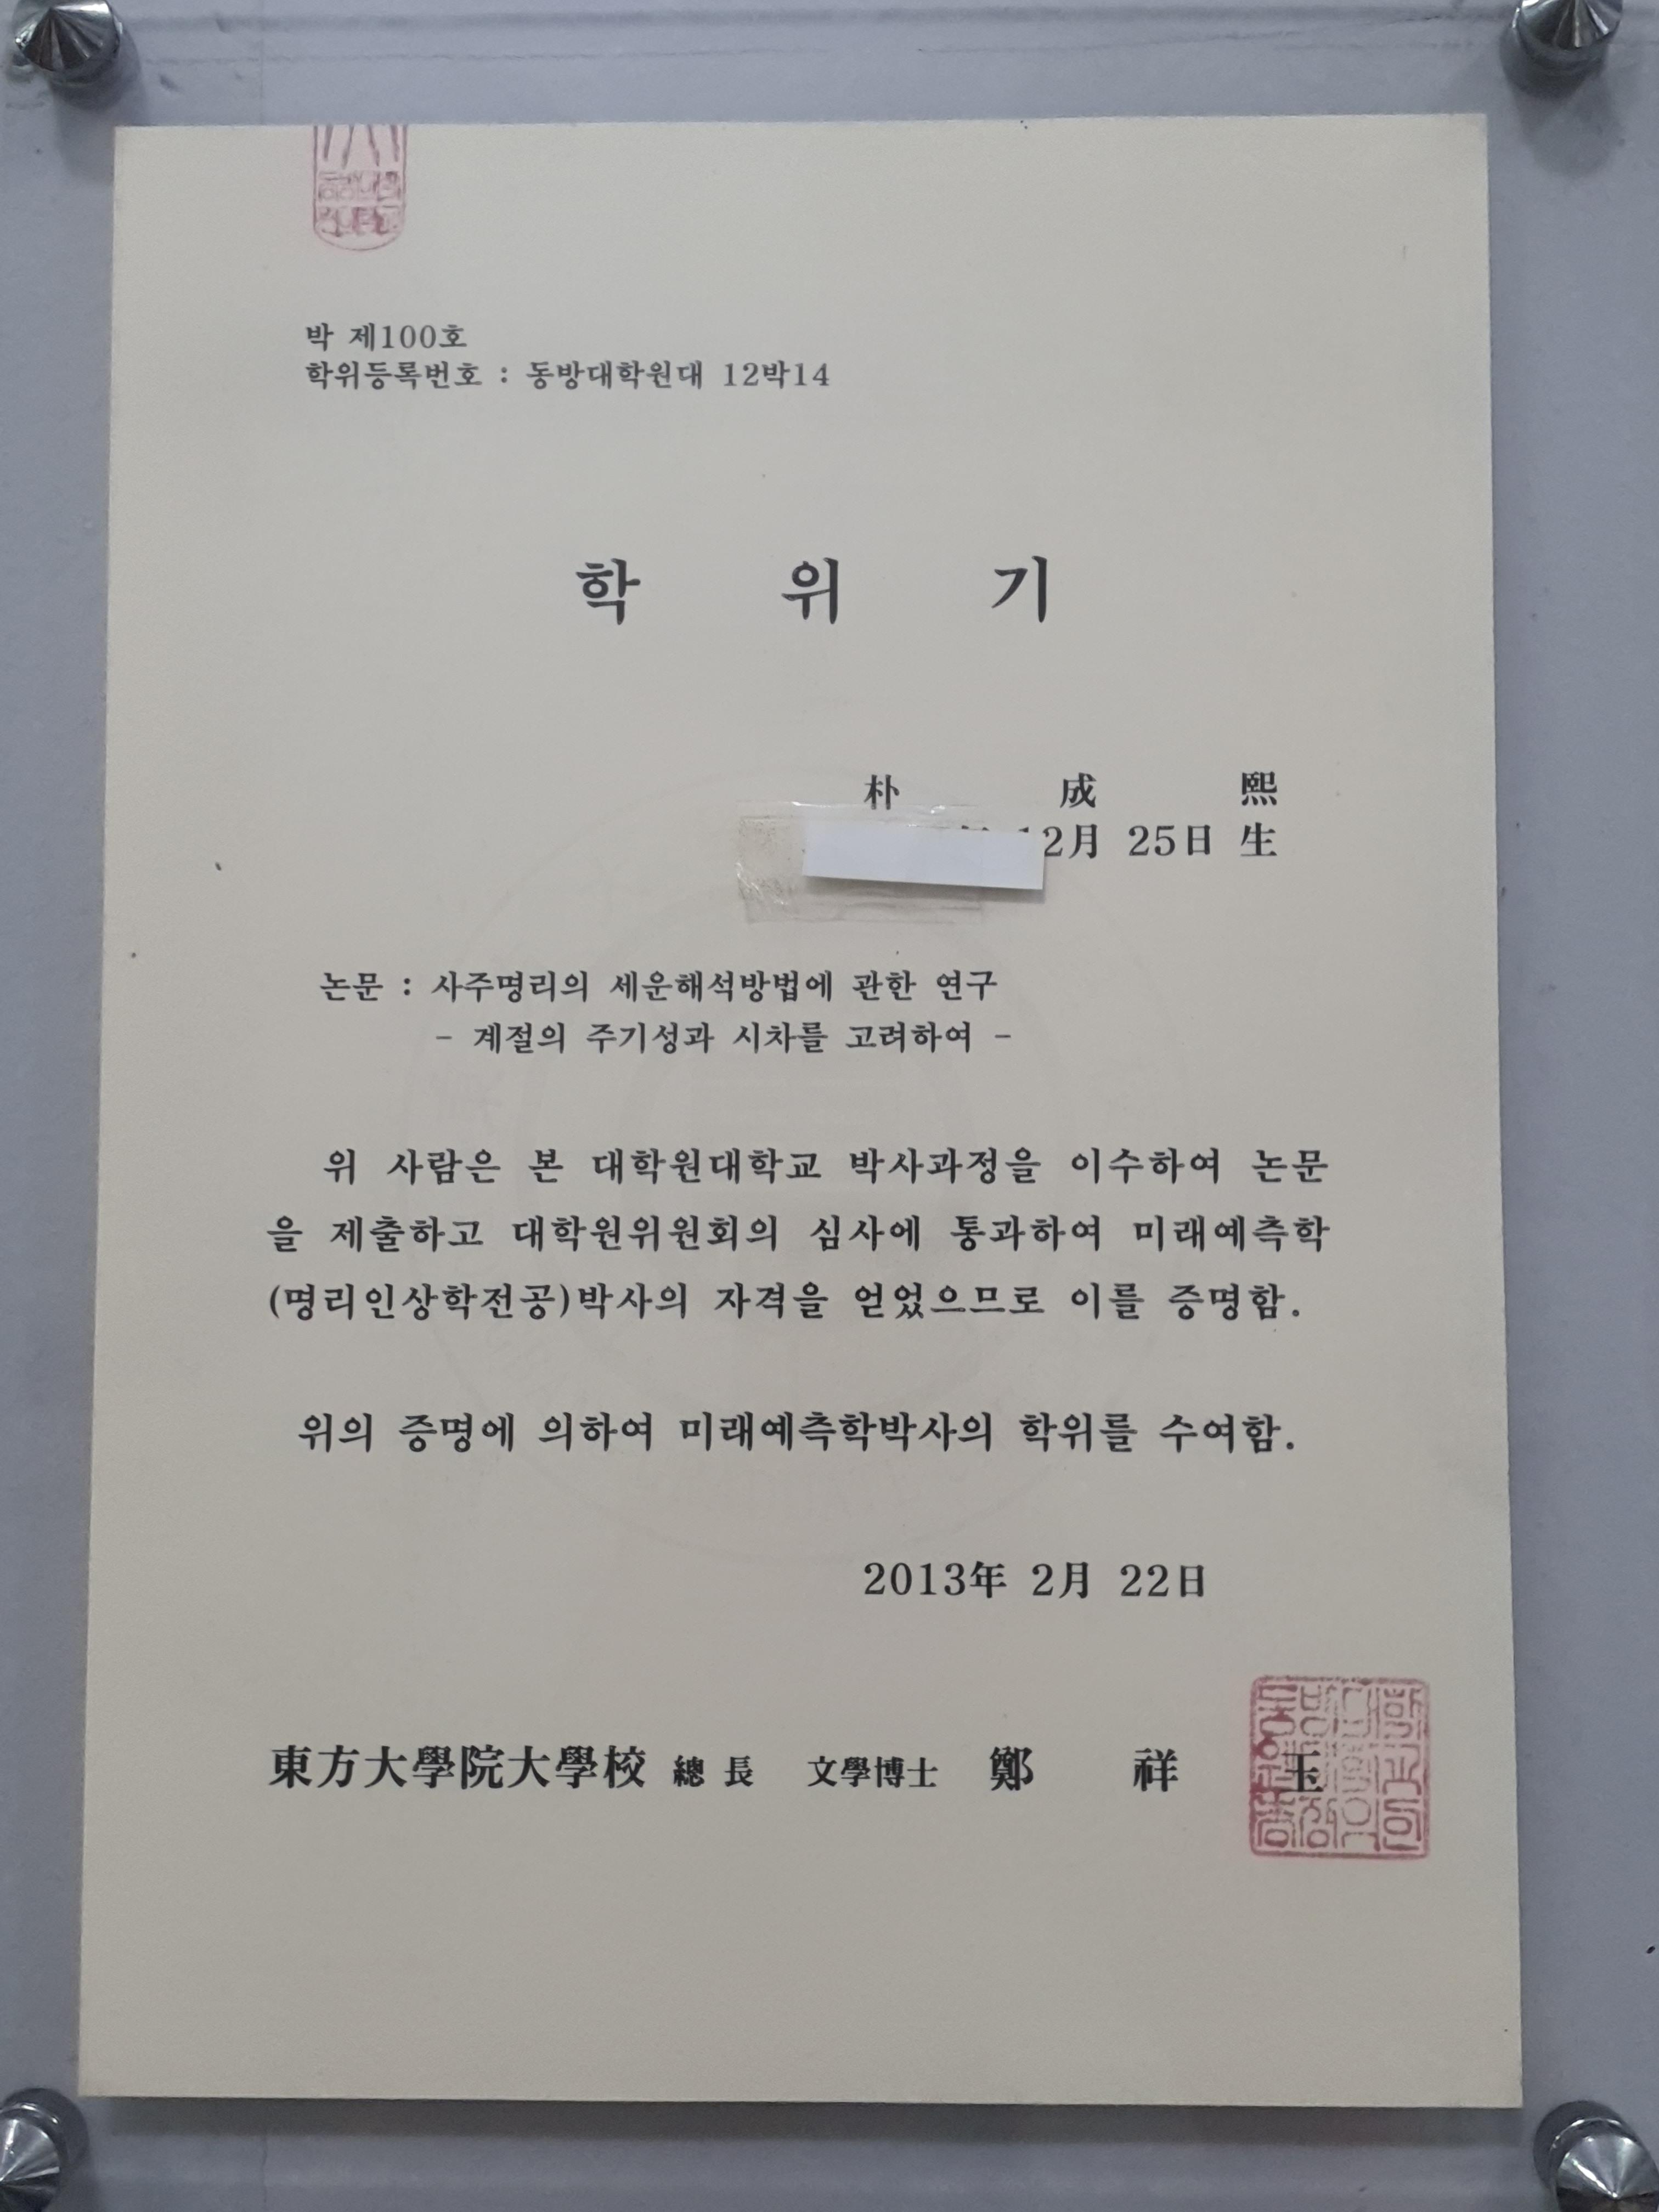 박 제100호
학위등록번호 : 동방대학원대 12박14
학 위 기
朴 成 熙
12月 25日 生
논문 : 사주명리의 세운해석방법에 관한 연구
- 계절의 주기성과 시차를 고려하여 -
위 사람은 본 대학원대학교 박사과정을 이수하여 논문
을 제출하고 대학원위원회의 심사에 통과하여 미래예측학
(명리인상학전공)박사의 자격을 얻었으므로 이를 증명함.
위의 증명에 의하여 미래예측학박사의 학위를 수여함.
2013年 2月 22日
東方大學院大學校 總 長 文學博士 鄭 祥 玉